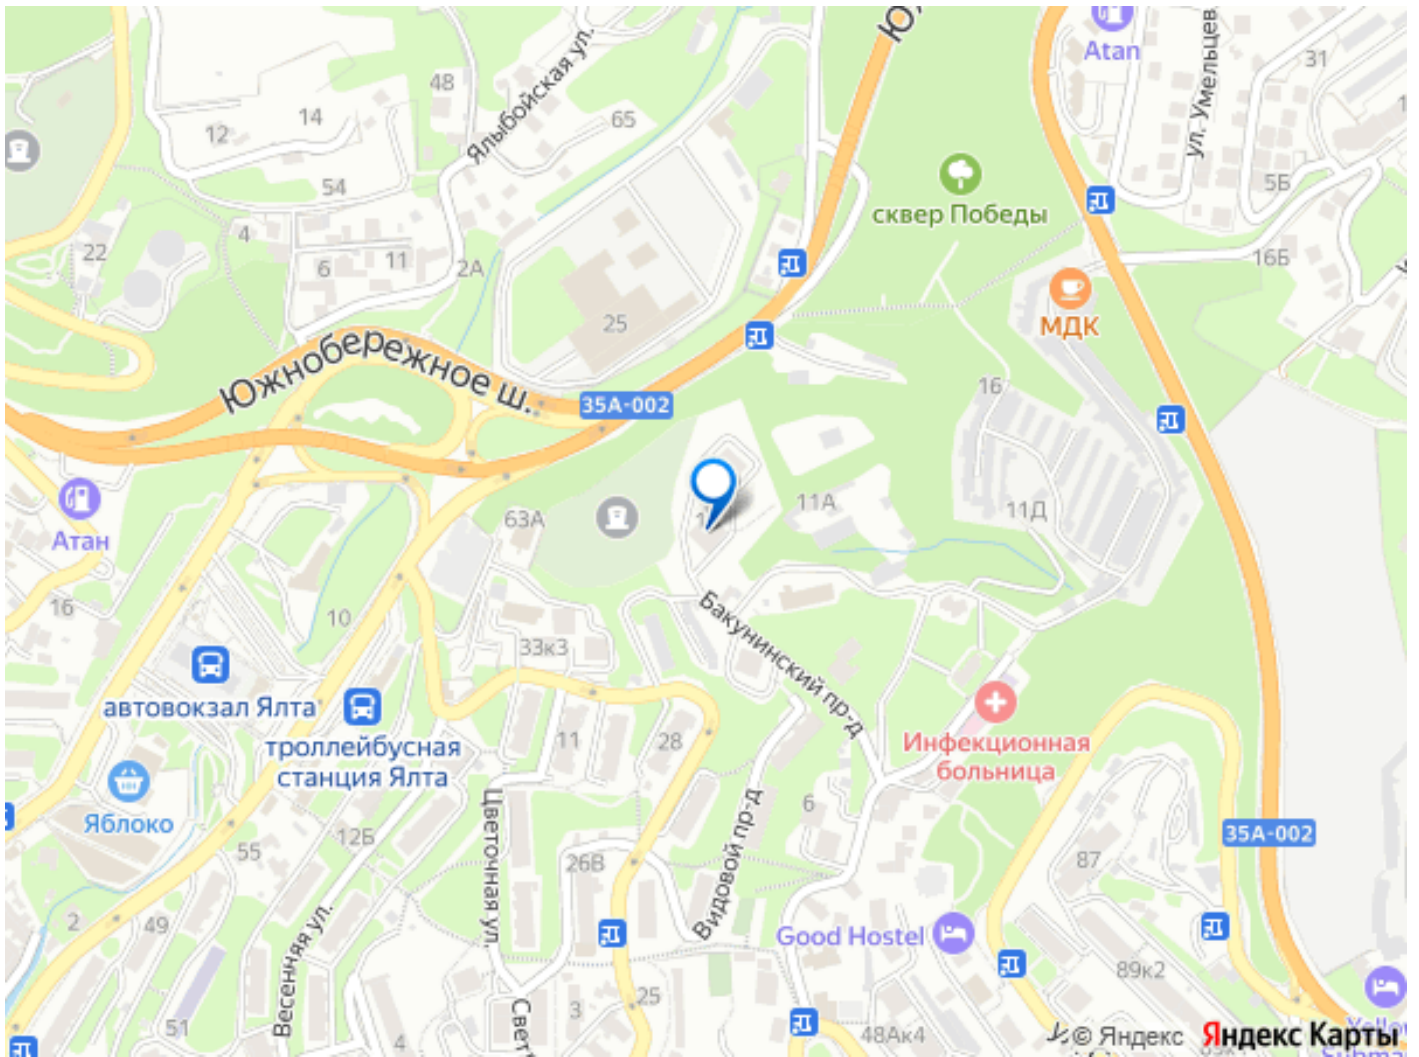 Atan
ул. Умельцев
31
48
Ялыбойская ул.
14
12
65
54
5Б
сквер Победы
4
22
6
11
2А
16Б
25
МДК
Южнобережное ш.
35А-002
16
63А
11А
11Д
Атан
16
10
33к3
Бакунинский пр-д
автовокзал Ялта
троллейбусная
станция Ялта
11
28
Инфекционная
больница
Яблоко
Цветочная ул.
6
Видовой пр-д
12Б
55
26В
87
35А-002
2
49
Весенняя ул.
Good Hostel
89к2
51
3
25
4
48Ак4
© Яндекс
Яндекс Карты